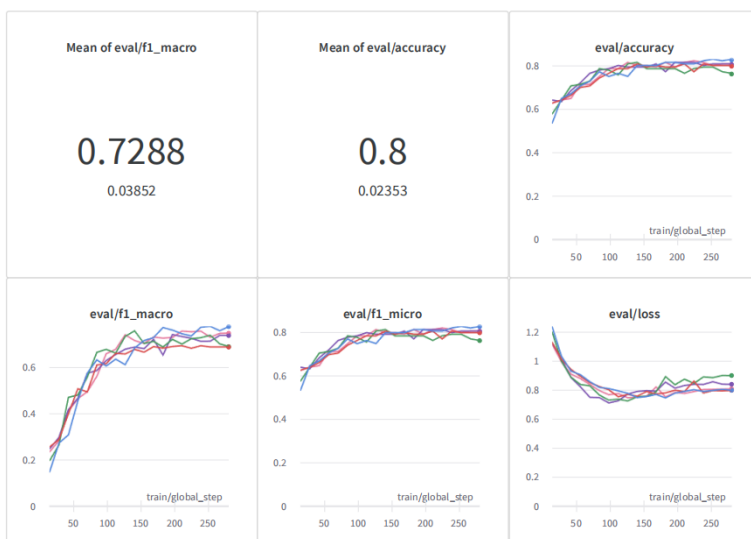 Mean of eval/f1_macro
0.7288
0.03852
Mean of eval/accuracy
0.8
0.02353
eval/accuracy
0.8
0.6
0.4
0.2
0
train/global_step
50 100 150 200 250
eval/f1_macro
0.6
0.4
0.2
0
train/global_step
50 100 150 200 250
eval/f1_micro
0.8
0.6
0.4
0.2
0
train/global_step
50 100 150 200 250
eval/loss
1.2
1
0.8
0.6
0.4
0.2
0
train/global_step
50 100 150 200 250